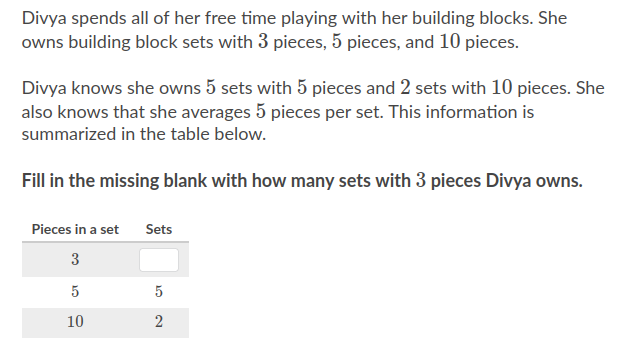 Divya spends all of her free time playing with her building blocks. She
owns building block sets with 3 pieces, 5 pieces, and 10 pieces.
Divya knows she owns 5 sets with 5 pieces and 2 sets with 10 pieces. She
also knows that she averages 5 pieces per set. This information is
summarized in the table below.
Fill in the missing blank with how many sets with 3 pieces Divya owns.
Pieces in a set Sets
3
5 5
10 2